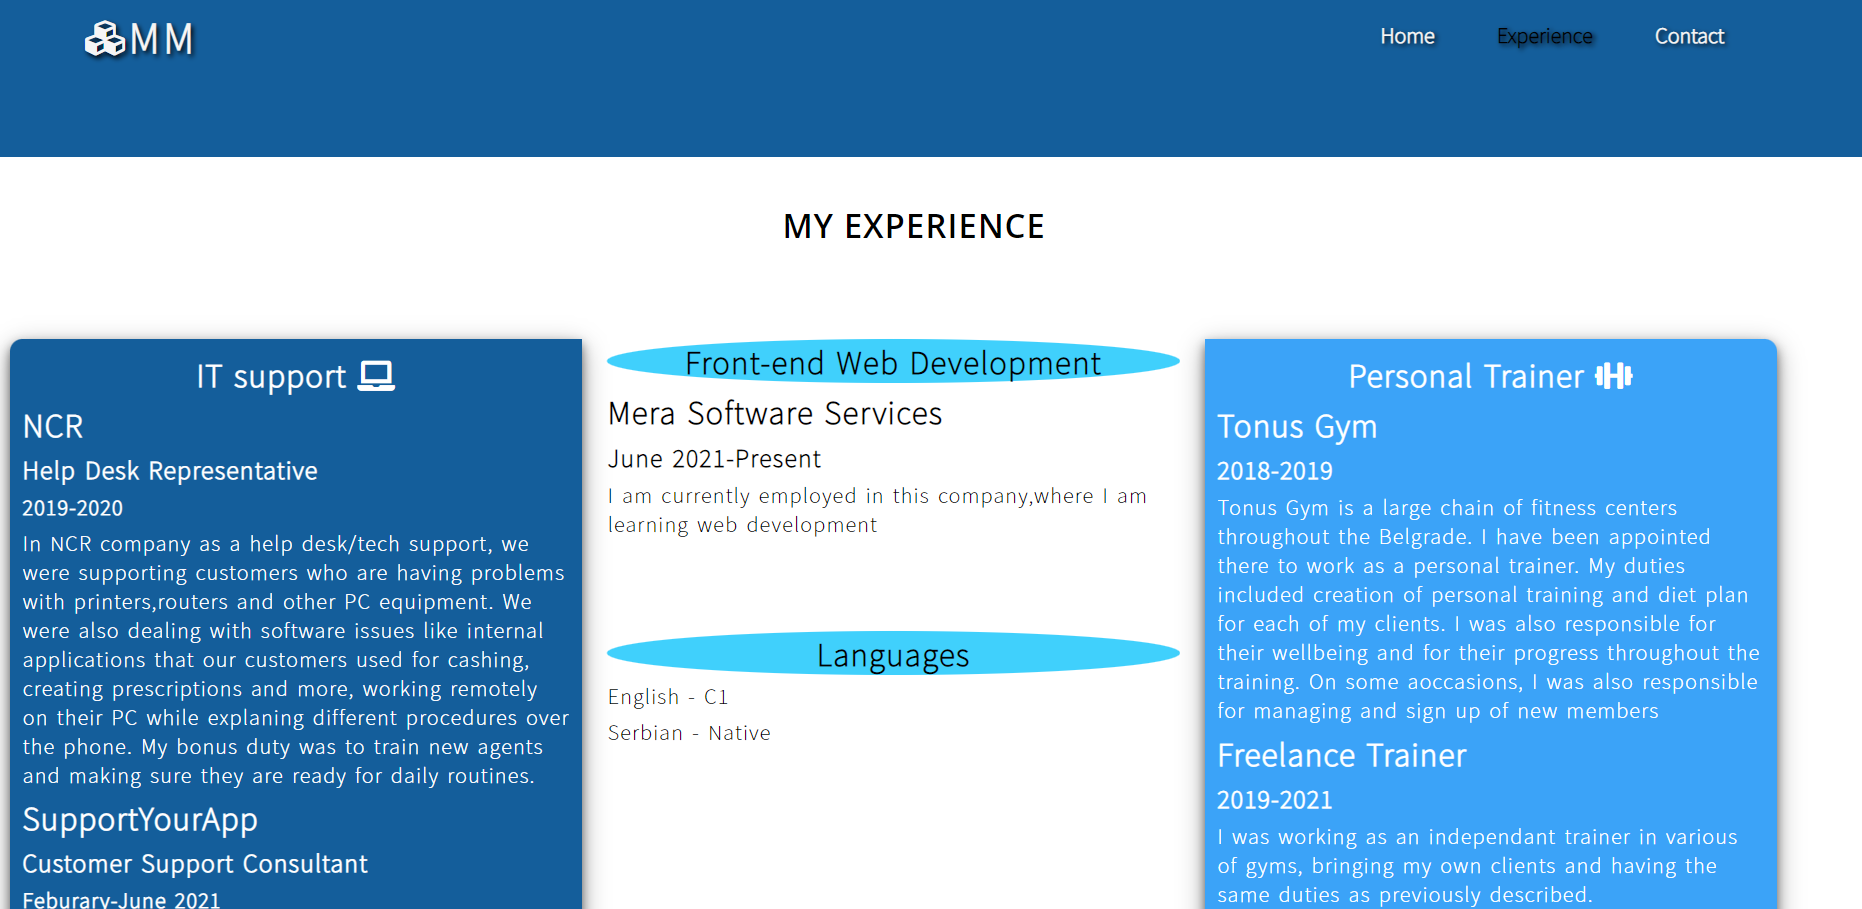 MM
Home Experience Contact
MY EXPERIENCE
IT support
NCR
Help Desk Representative
2019-2020
In NCR company as a help desk/tech support, we
were supporting customers who are having problems
with printers,routers and other PC equipment. We
were also dealing with software issues like internal
applications that our customers used for cashing,
creating prescriptions and more, working remotely
on their PC while explaning different procedures over
the phone. My bonus duty was to train new agents
and making sure they are ready for daily routines.
SupportYourApp
Customer Support Consultant
Feburary-June 2021
Front-end Web Development
Mera Software Services
June 2021-Present
I am currently employed in this company,where I am
learning web development
Languages
English - C1
Serbian - Native
Personal Trainer
Tonus Gym
2018-2019
Tonus Gym is a large chain of fitness centers
throughout the Belgrade. I have been appointed
there to work as a personal trainer. My duties
included creation of personal training and diet plan
for each of my clients. I was also responsible for
their wellbeing and for their progress throughout the
training. On some aoccasions, I was also responsible
for managing and sign up of new members
Freelance Trainer
2019-2021
I was working as an independant trainer in various
of gyms, bringing my own clients and having the
same duties as previously described.